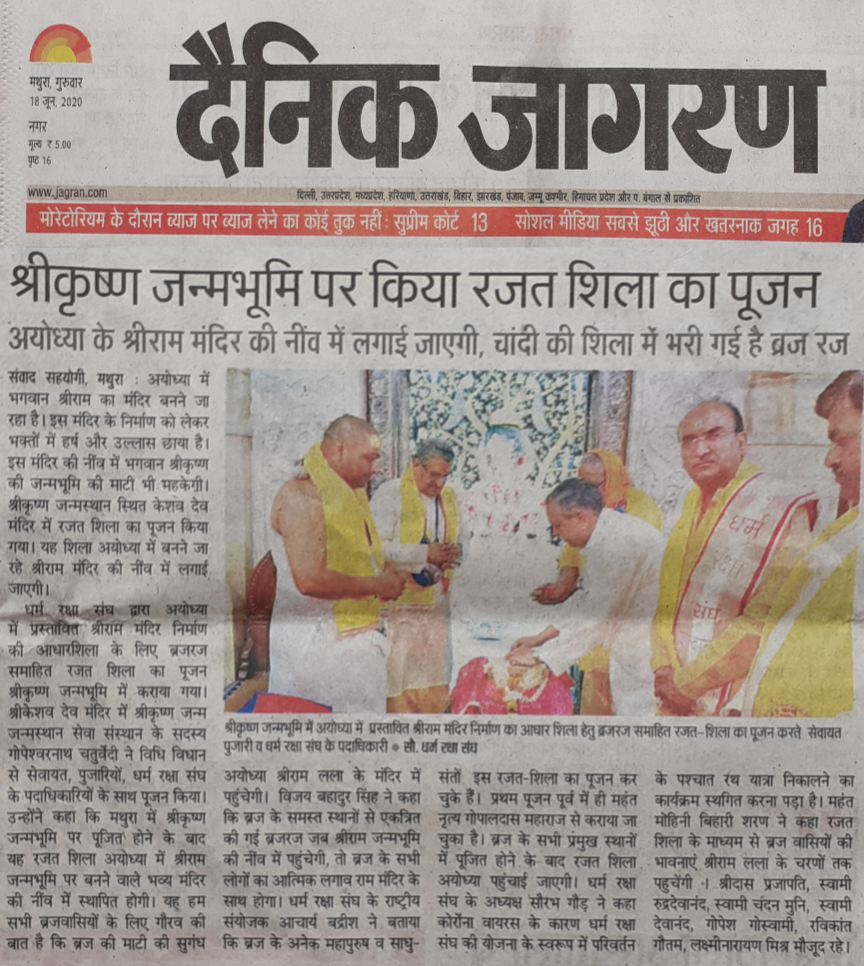 मथुरा, गुरुवार
18 जून, 2020
नगर
मूल्य ₹ 5.00
पृष्ठ 16
दैनिक जागरण
www.jagran.com
दिल्ली, उत्तरप्रदेश, मध्यप्रदेश, हरियाणा, उत्तराखंड, बिहार, झारखंड, पंजाब, जम्मू कश्मीर, हिमाचल प्रदेश और प. बंगाल से प्रकाशित
मोरेटोरियम के दौरान ब्याज पर ब्याज लेने का कोई तुक नहीं : सुप्रीम कोर्ट 13
सोशल मीडिया सबसे झूठी और खतरनाक जगह 16
श्रीकृष्ण जन्मभूमि पर किया रजत शिला का पूजन
अयोध्या के श्रीराम मंदिर की नींव में लगाई जाएगी, चांदी की शिला में भरी गई है ब्रज रज
संवाद सहयोगी, मथुरा : अयोध्या में
भगवान श्रीराम का मंदिर बनने जा
रहा है। इस मंदिर के निर्माण को लेकर
भक्तों में हर्ष और उल्लास छाया है।
इस मंदिर की नींव में भगवान श्रीकृष्ण
की जन्मभूमि की माटी भी महकेगी।
श्रीकृष्ण जन्मस्थान स्थित केशव देव
मंदिर में रजत शिला का पूजन किया
गया। यह शिला अयोध्या में बनने जा
रहे श्रीराम मंदिर की नींव में लगाई
जाएगी।
धर्म रक्षा संघ द्वारा अयोध्या
में प्रस्तावित श्रीराम मंदिर निर्माण
की आधारशिला के लिए ब्रजरज
समाहित रजत शिला का पूजन
श्रीकृष्ण जन्मभूमि में कराया गया।
श्रीकेशव देव मंदिर में श्रीकृष्ण जन्म
जन्मस्थान सेवा संस्थान के सदस्य
गोपेश्वरनाथ चतुर्वेदी ने विधि विधान
से सेवायत, पुजारियों, धर्म रक्षा संघ
के पदाधिकारियों के साथ पूजन किया।
उन्होंने कहा कि मथुरा में श्रीकृष्ण
जन्मभूमि पर पूजित होने के बाद
यह रजत शिला अयोध्या में श्रीराम
जन्मभूमि पर बनने वाले भव्य मंदिर
की नींव में स्थापित होगी। यह हम
सभी ब्रजवासियों के लिए गौरव की
बात है कि ब्रज की माटी की सुगंध
धर्म
रक्षा
संघ
श्रीकृष्ण जन्मभूमि में अयोध्या में प्रस्तावित श्रीराम मंदिर निर्माण का आधार शिला हेतु ब्रजरज समाहित रजत-शिला का पूजन करते सेवायत
पुजारी व धर्म रक्षा संघ के पदाधिकारी ● सौ. धर्म रक्षा संघ
अयोध्या श्रीराम लला के मंदिर में
पहुंचेगी। विजय बहादुर सिंह ने कहा
कि ब्रज के समस्त स्थानों से एकत्रित
की गई ब्रजरज जब श्रीराम जन्मभूमि
की नींव में पहुंचेगी, तो ब्रज के सभी
लोगों का आत्मिक लगाव राम मंदिर के
साथ होगा। धर्म रक्षा संघ के राष्ट्रीय
संयोजक आचार्य बद्रीश ने बताया
कि ब्रज के अनेक महापुरुष व साधु-
संतों इस रजत-शिला का पूजन कर
चुके हैं। प्रथम पूजन पूर्व में ही महंत
नृत्य गोपालदास महाराज से कराया जा
चुका है। ब्रज के सभी प्रमुख स्थानों
में पूजित होने के बाद रजत शिला
अयोध्या पहुंचाई जाएगी। धर्म रक्षा
संघ के अध्यक्ष सौरभ गौड़ ने कहा
कोरोना वायरस के कारण धर्म रक्षा
संघ की योजना के स्वरूप में परिवर्तन
के पश्चात रथ यात्रा निकालने का
कार्यक्रम स्थगित करना पड़ा है। महंत
मोहिनी बिहारी शरण ने कहा रजत
शिला के माध्यम से ब्रज वासियों की
भावनाएं श्रीराम लला के चरणों तक
पहुचेंगी । श्रीदास प्रजापति, स्वामी
रुद्रदेवानंद, स्वामी चंदन मुनि, स्वामी
देवानंद, गोपेश गोस्वामी, रविकांत
गौतम, लक्ष्मीनारायण मिश्र मौजूद रहे।